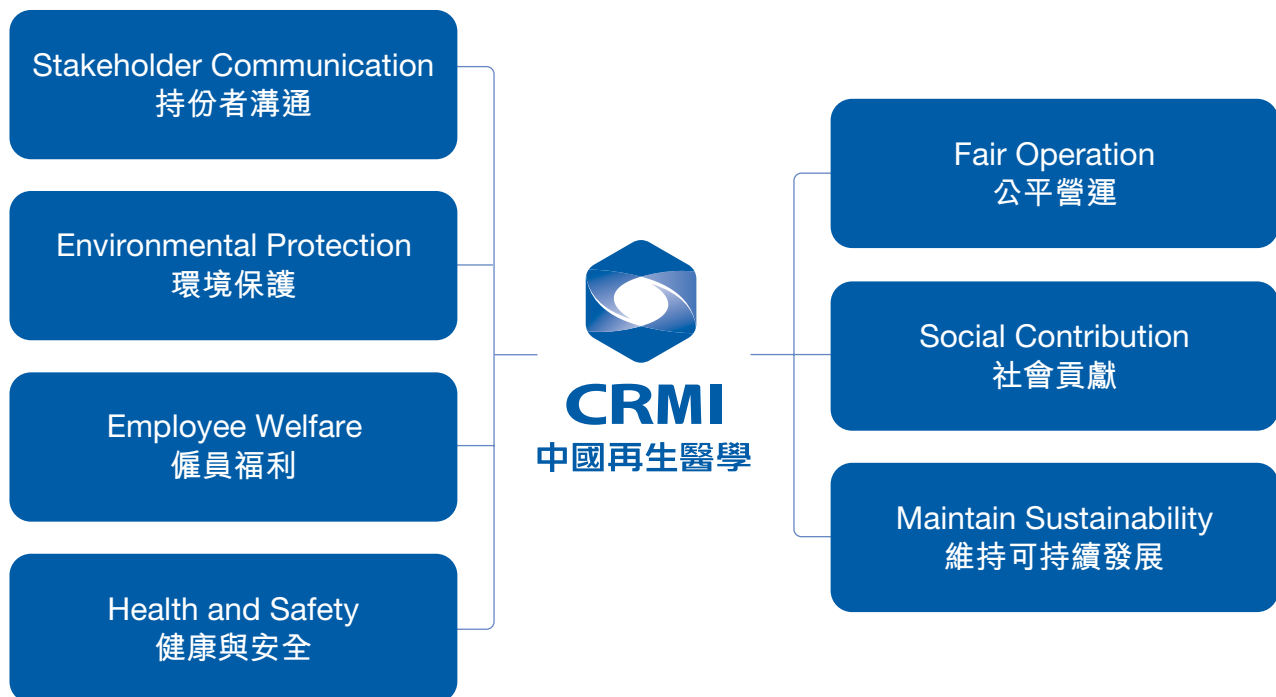 Stakeholder Communication
持份者溝通
Environmental Protection
環境保護
Employee Welfare
僱員福利
Health and Safety
健康與安全
CRMI
中國再生醫學
Fair Operation
公平營運
Social Contribution
社會貢獻
Maintain Sustainability
維持可持續發展